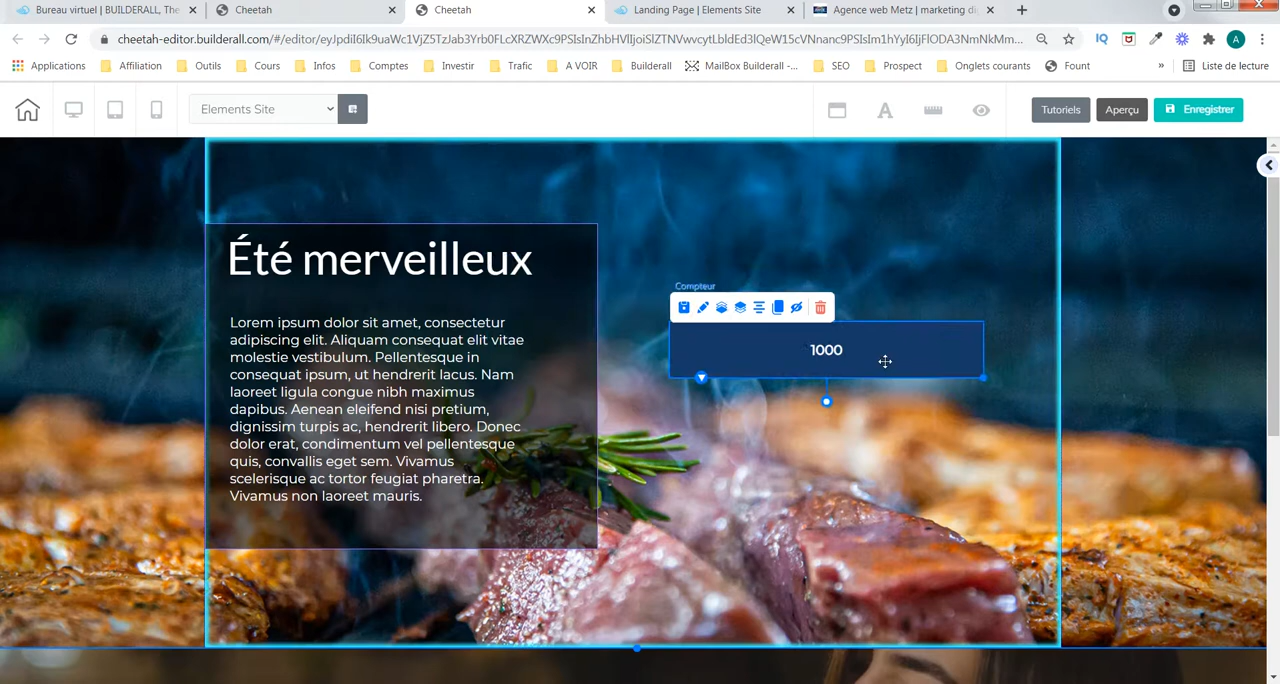 Bureau virtuel | BUILDERALL, The
Cheetah
Cheetah
Landing Page | Elements Site
Agence web Metz | marketing di
cheetah-editor.builderall.com/#/editor/
Applications
Affiliation
Outils
Cours
Infos
Comptes
Investir
Trafic
A VOIR
Builderall
MailBox Builderall -...
SEO
Prospect
Onglets courants
Fount
»
Liste de lecture
Elements Site
Tutoriels
Aperçu
Enregistrer
Été merveilleux
Lorem ipsum dolor sit amet, consectetur
adipiscing elit. Aliquam consequat elit vitae
molestie vestibulum. Pellentesque in
consequat ipsum, ut hendrerit lacus. Nam
laoreet ligula congue nibh maximus
dapibus. Aenean eleifend nisi pretium,
dignissim turpis ac, hendrerit libero. Donec
dolor erat, condimentum vel pellentesque
quis, convallis eget sem. Vivamus
scelerisque ac tortor feugiat pharetra.
Vivamus non laoreet mauris.
Compteur
1000